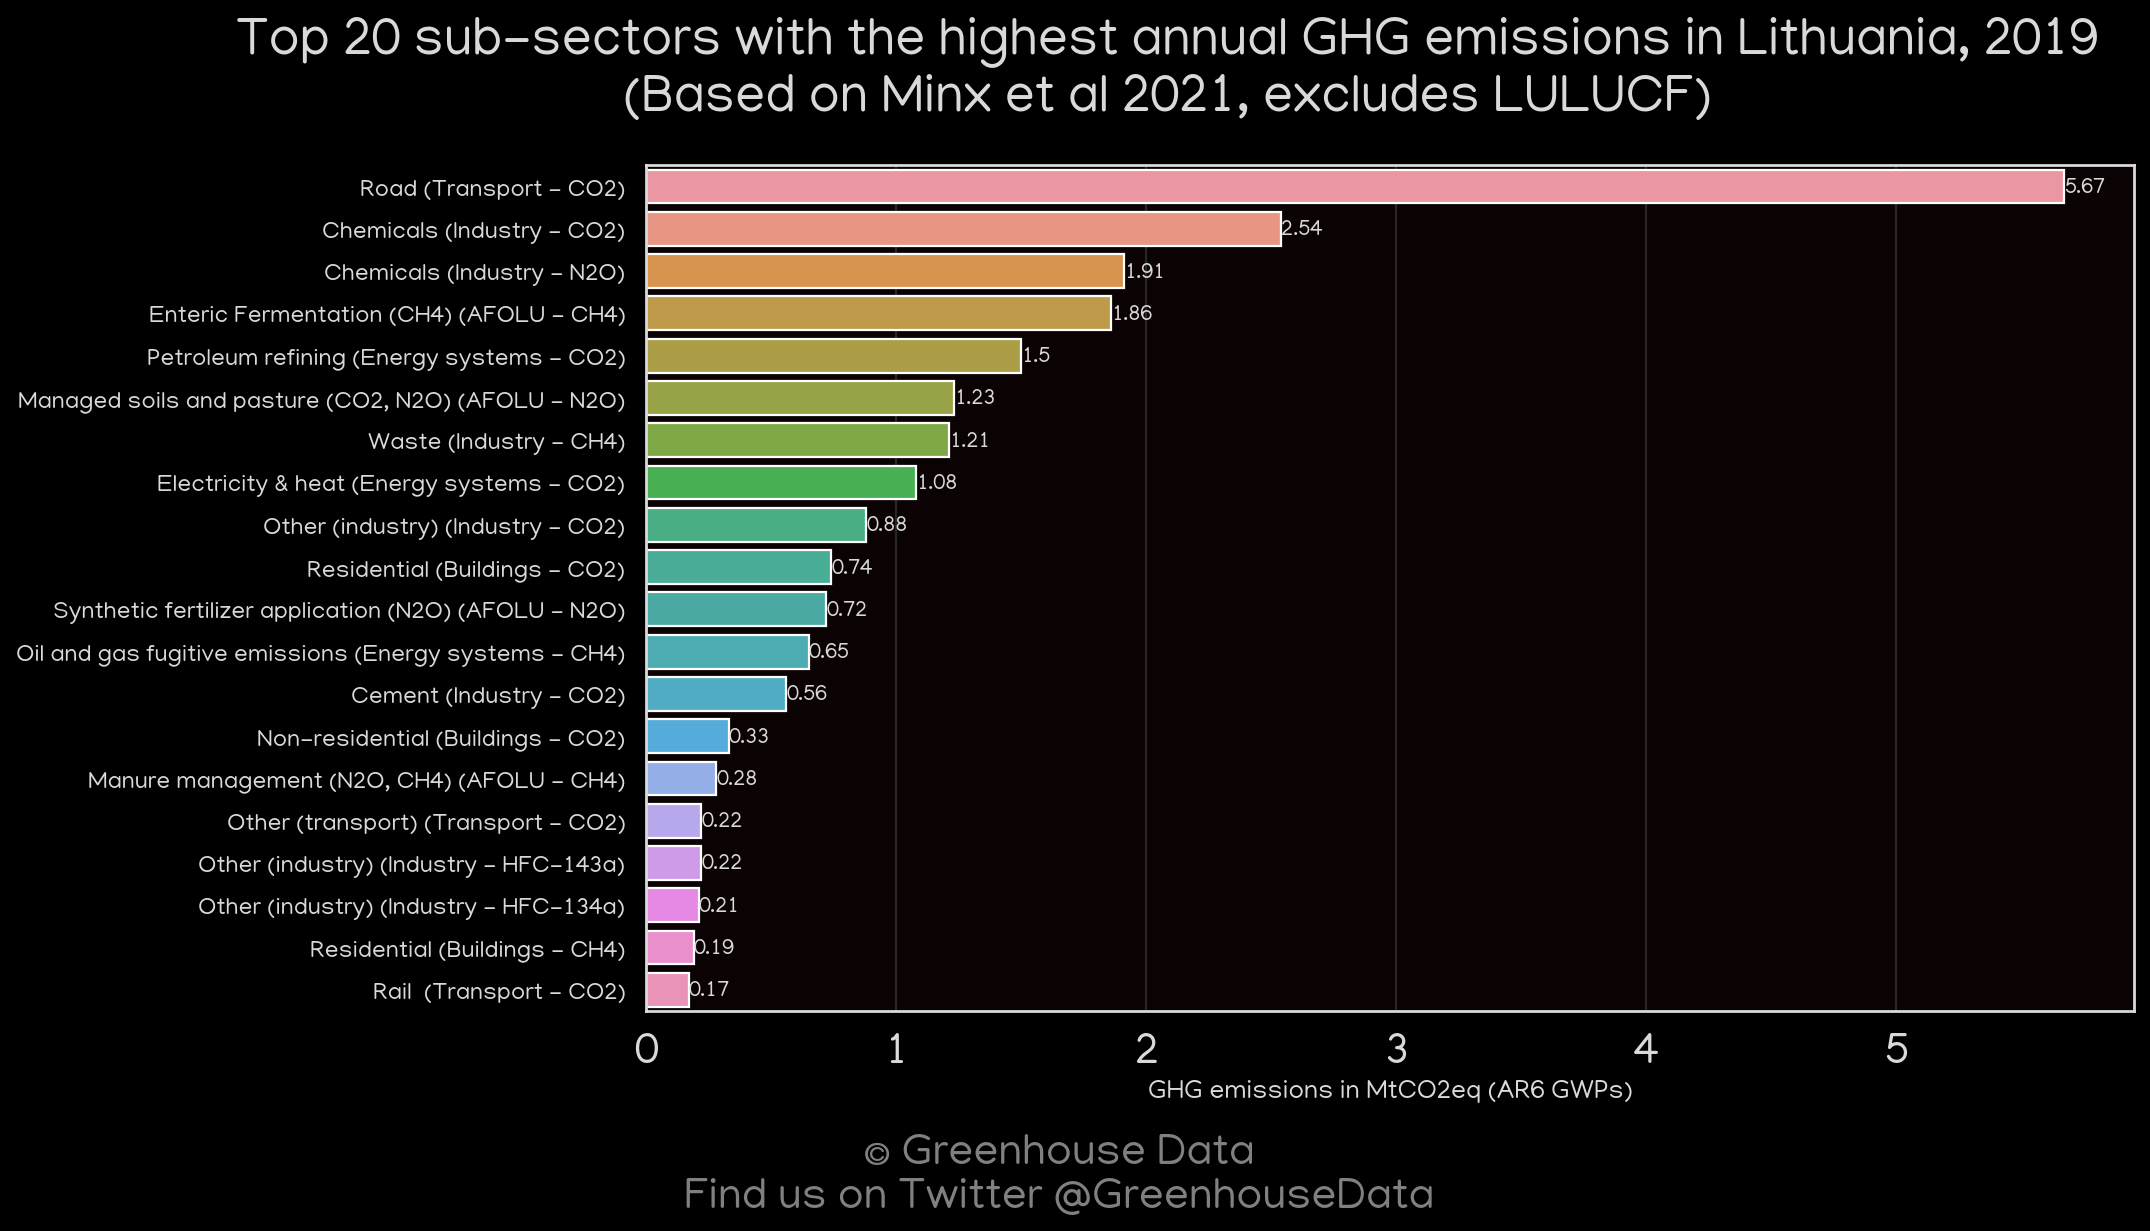 Top 20 sub-sectors with the highest annual GHG emissions in Lithuania, 2019
(Based on Minx et al 2021, excludes LULUCF)
Road (Transport - CO2) 5.67
Chemicals (Industry - CO2) 2.54
Chemicals (Industry - N2O) 1.91
Enteric Fermentation (CH4) (AFOLU - CH4) 1.86
Petroleum refining (Energy systems - CO2) 1.5
Managed soils and pasture (CO2, N2O) (AFOLU - N2O) 1.23
Waste (Industry - CH4) 1.21
Electricity & heat (Energy systems - CO2) 1.08
Other (industry) (Industry - CO2) 0.88
Residential (Buildings - CO2) 0.74
Synthetic fertilizer application (N2O) (AFOLU - N2O) 0.72
Oil and gas fugitive emissions (Energy systems - CH4) 0.65
Cement (Industry - CO2) 0.56
Non-residential (Buildings - CO2) 0.33
Manure management (N2O, CH4) (AFOLU - CH4) 0.28
Other (transport) (Transport - CO2) 0.22
Other (industry) (Industry - HFC-143a) 0.22
Other (industry) (Industry - HFC-134a) 0.21
Residential (Buildings - CH4) 0.19
Rail  (Transport - CO2) 0.17
0 1 2 3 4 5
GHG emissions in MtCO2eq (AR6 GWPs)
© Greenhouse Data
Find us on Twitter @GreenhouseData